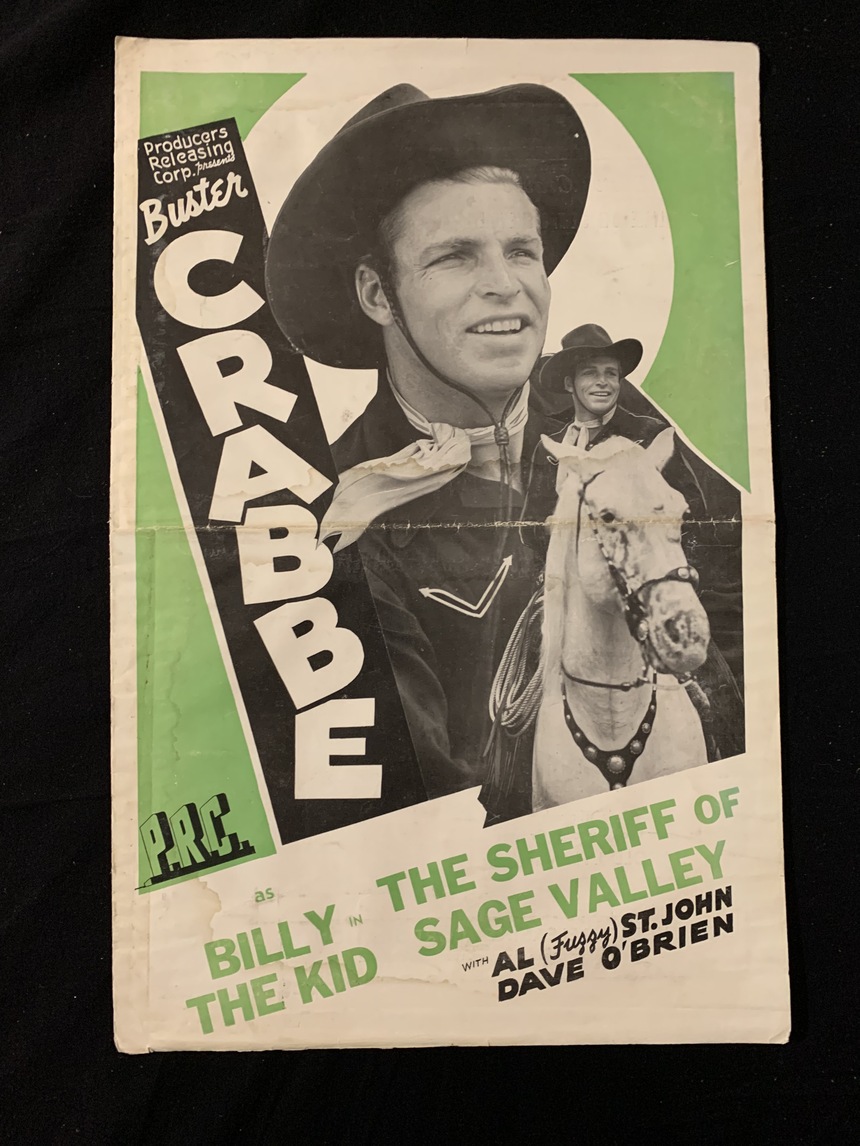 Producers
Releasing
Corp. presents
Buster
CRABBE
P.R.C.
as
BILLY
THE KID
IN
THE SHERIFF OF
SAGE VALLEY
WITH AL (Fuzzy) ST. JOHN
DAVE O'BRIEN